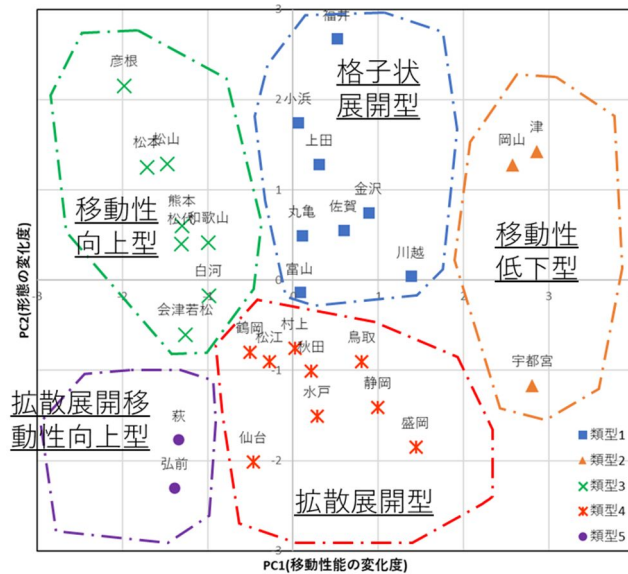 3
福井
彦根
格子状
展開型
2
小浜
松本
松山
上田
岡山
津
1
移動性
向上型
熊本
松代
和歌山
丸亀
佐賀
金沢
移動性
低下型
白河
富山
川越
0
-3
-2
-1
1
2
3
会津若松
鶴岡
松江
村上
秋田
鳥取
-1
宇都宮
拡散展開移
動性向上型
萩
水戸
静岡
盛岡
仙台
弘前
-2
拡散展開型
-3
類型1
類型2
類型3
類型4
類型5
PC2(形態の変化度)
PC1(移動性能の変化度)